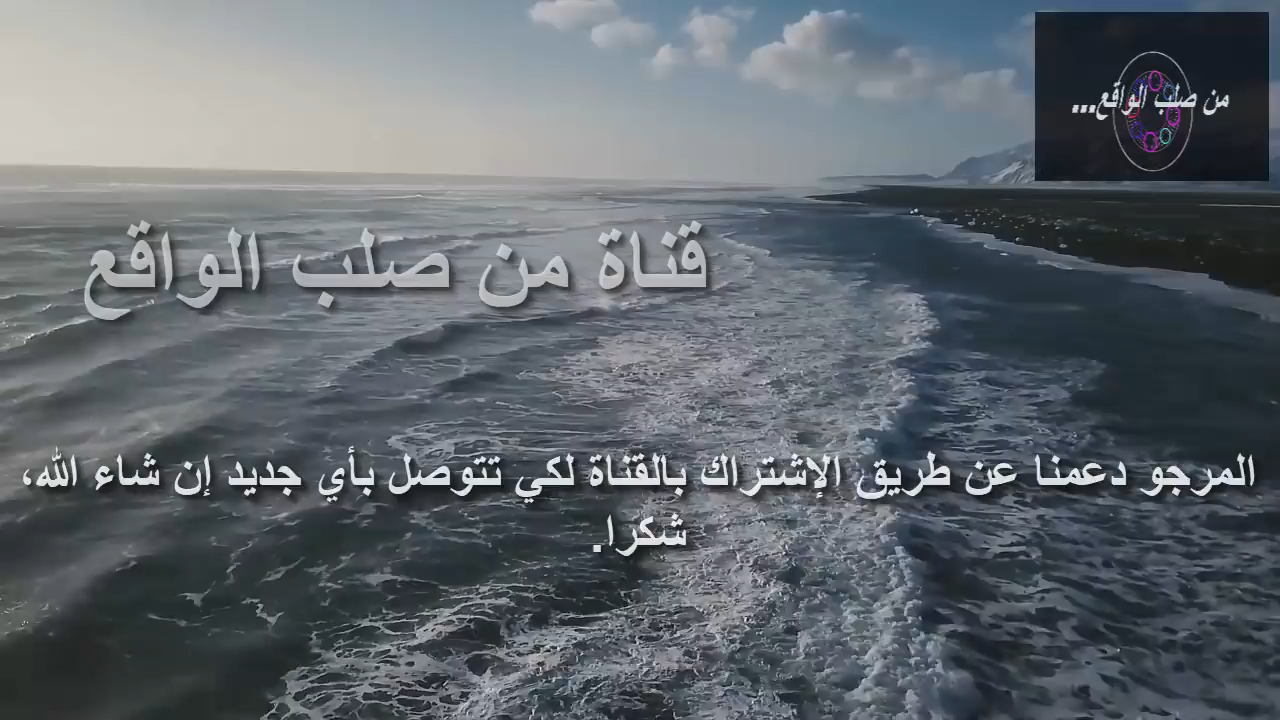 من صلب الواقع...
قناة من صلب الواقع
المرجو دعمنا عن طريق الإشتراك بالقناة لكي تتوصل بأي جديد إن شاء الله،
شكرا.